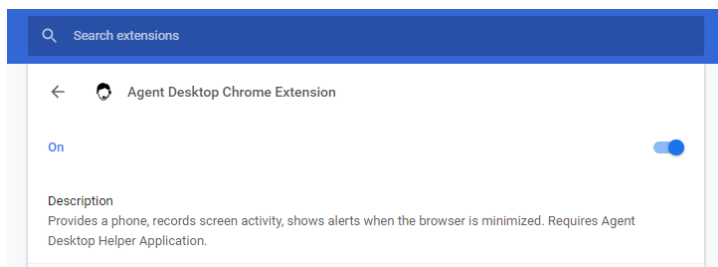 Search extensions
Agent Desktop Chrome Extension
On
Description
Provides a phone, records screen activity, shows alerts when the browser is minimized. Requires Agent
Desktop Helper Application.